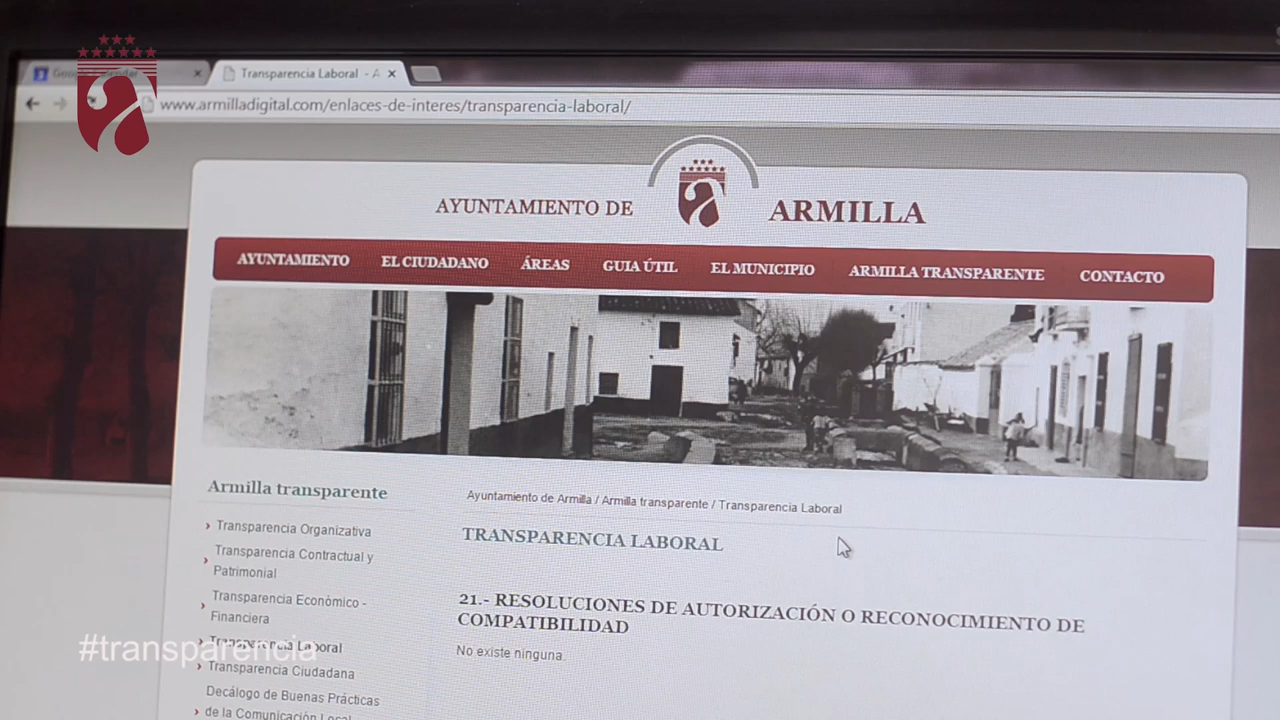 Transparencia Laboral - A
www.armilladigital.com/enlaces-de-interes/transparencia-laboral/
AYUNTAMIENTO DE ARMILLA
AYUNTAMIENTO EL CIUDADANO ÁREAS GUIA ÚTIL EL MUNICIPIO ARMILLA TRANSPARENTE CONTACTO
Armilla transparente
Transparencia Organizativa
Transparencia Contractual y
Patrimonial
Transparencia Económico -
Financiera
Transparencia Laboral
Transparencia Ciudadana
Decálogo de Buenas Prácticas
de la Comunicación Local
Ayuntamiento de Armilla / Armilla transparente / Transparencia Laboral
TRANSPARENCIA LABORAL
21.- RESOLUCIONES DE AUTORIZACIÓN O RECONOCIMIENTO DE
COMPATIBILIDAD
No existe ninguna.
#transparencia